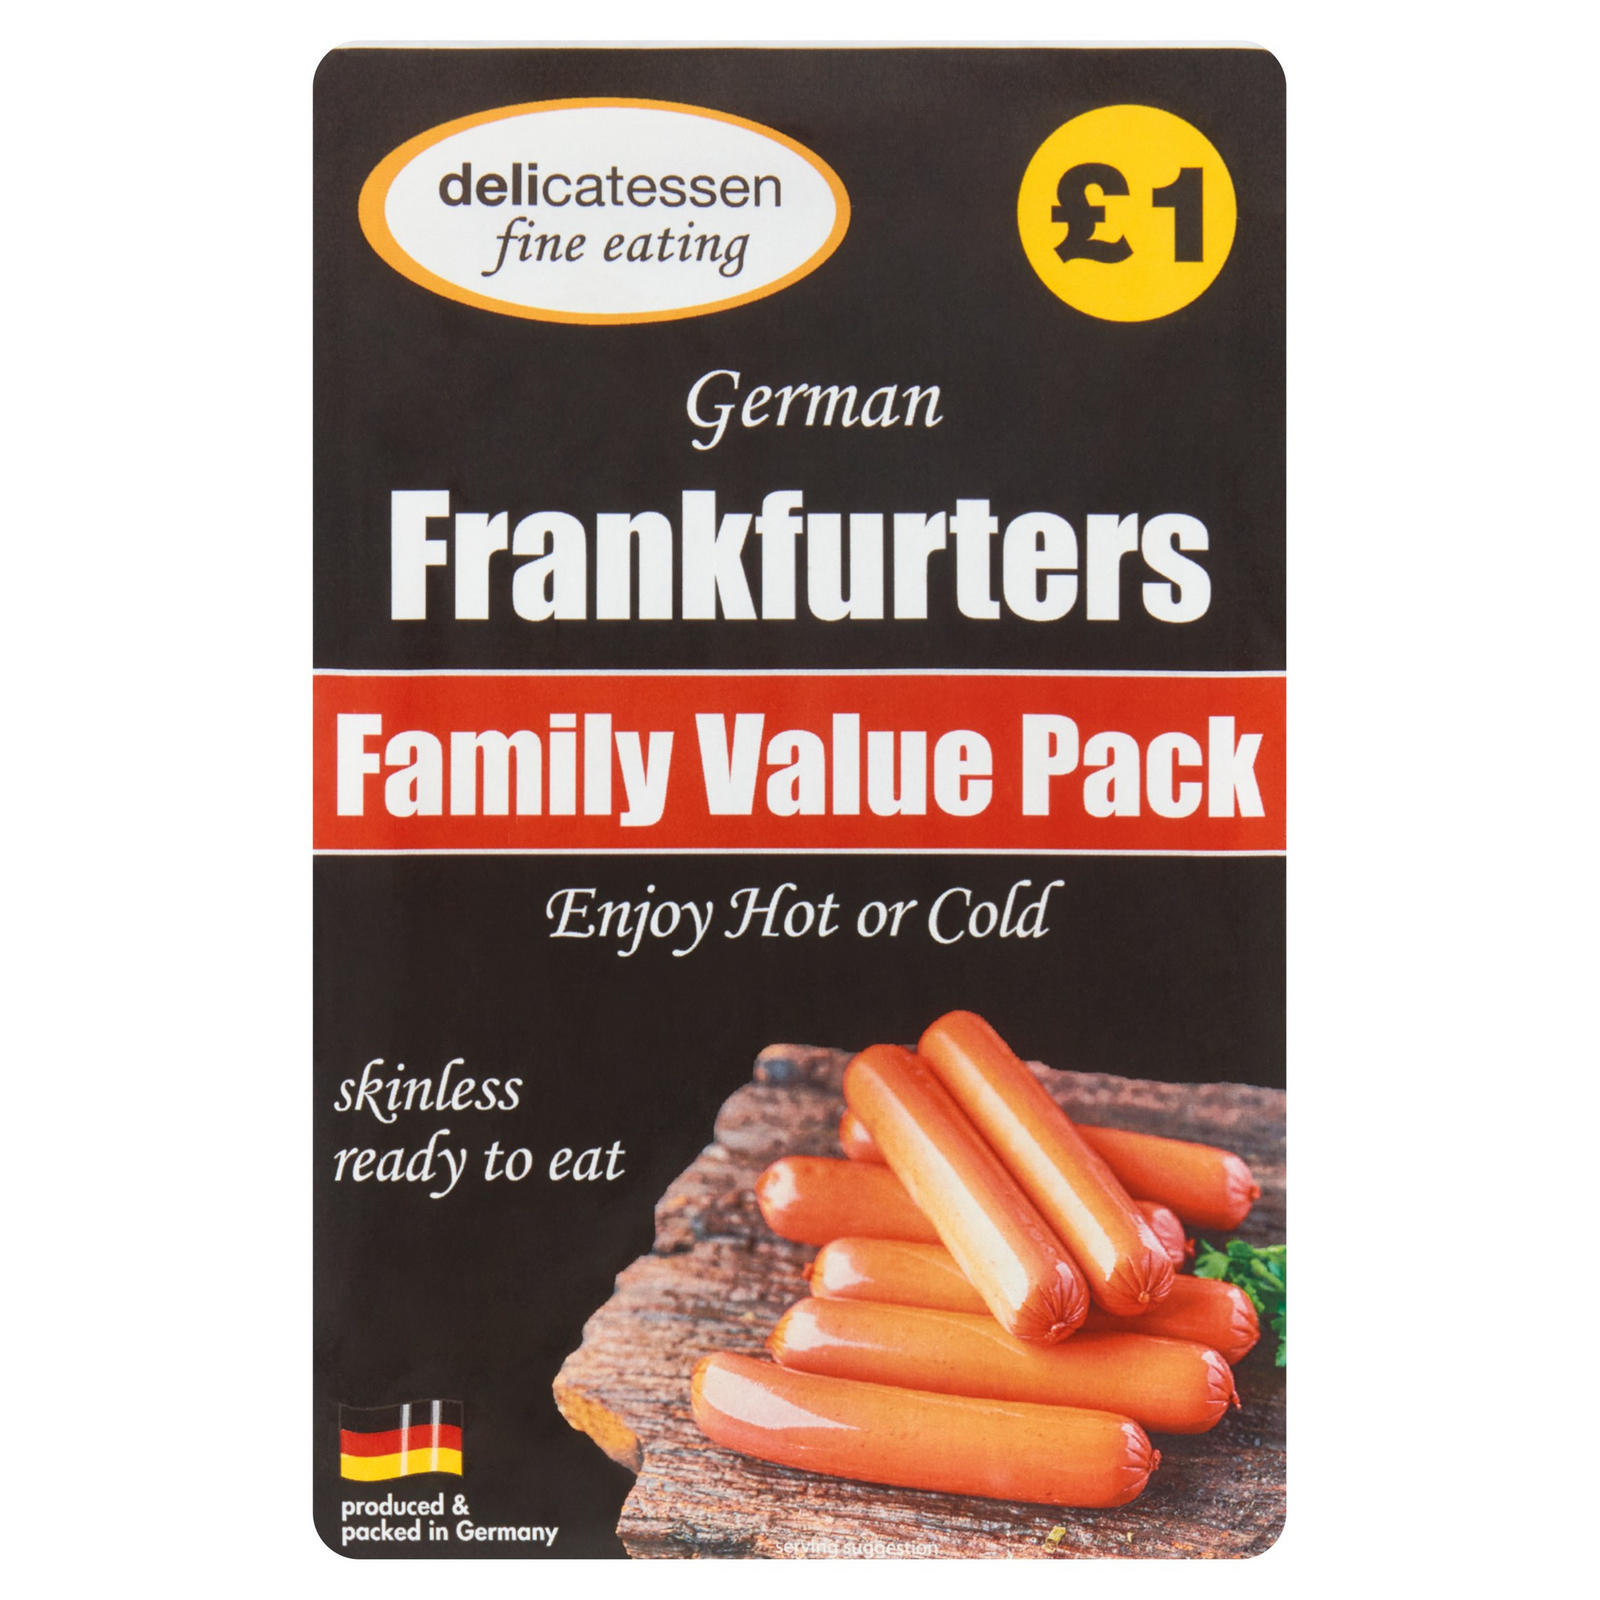 delicatessen
fine eating
£1
German
Frankfurters
Family Value Pack
Enjoy Hot or Cold
skinless
ready to eat
produced &
packed in Germany
serving suggestion